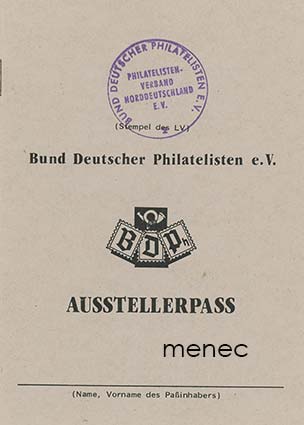 BUND DEUTSCHER PHILATELISTEN E.V.
PHILATELISTEN-
VERBAND
NORDDEUTSCHLAND
E.V.
(Stempel des LV)
Bund Deutscher Philatelisten e.V.
BDPh
AUSSTELLERPASS
menec
(Name, Vorname des Paßinhabers)